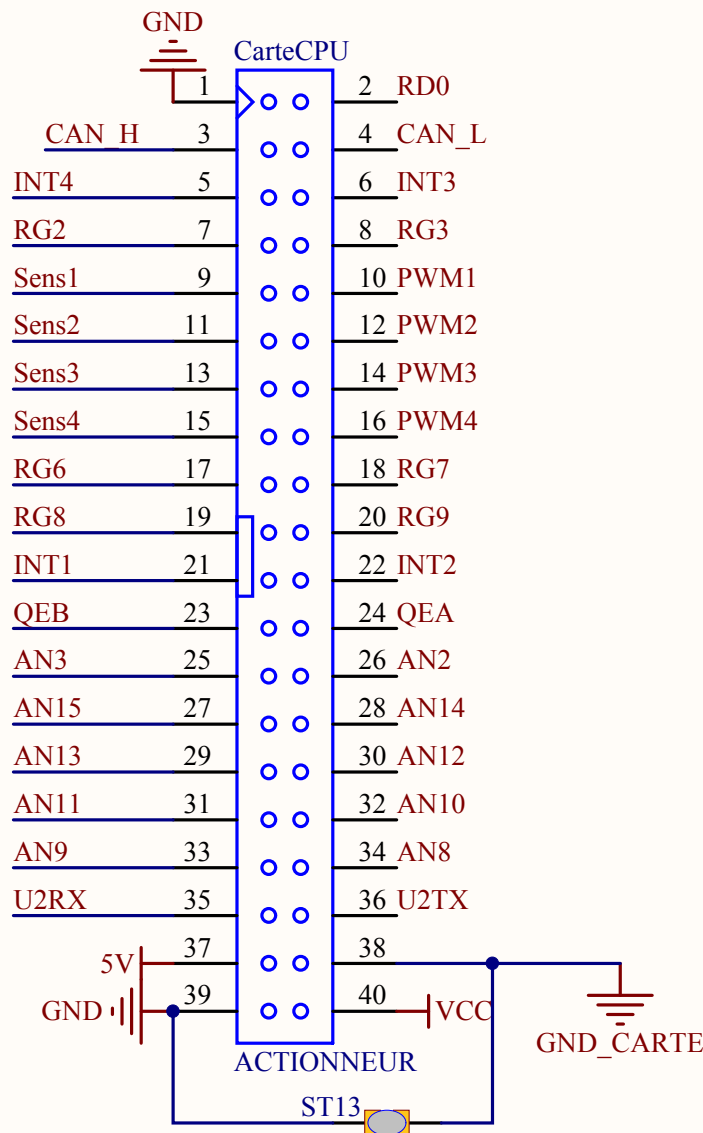 GND
CarteCPU
1 2 RD0
CAN_H 3 4 CAN_L
INT4 5 6 INT3
RG2 7 8 RG3
Sens1 9 10 PWM1
Sens2 11 12 PWM2
Sens3 13 14 PWM3
Sens4 15 16 PWM4
RG6 17 18 RG7
RG8 19 20 RG9
INT1 21 22 INT2
QEB 23 24 QEA
AN3 25 26 AN2
AN15 27 28 AN14
AN13 29 30 AN12
AN11 31 32 AN10
AN9 33 34 AN8
U2RX 35 36 U2TX
5V 37 38
GND 39 40 VCC
GND_CARTE
ACTIONNEUR
ST13